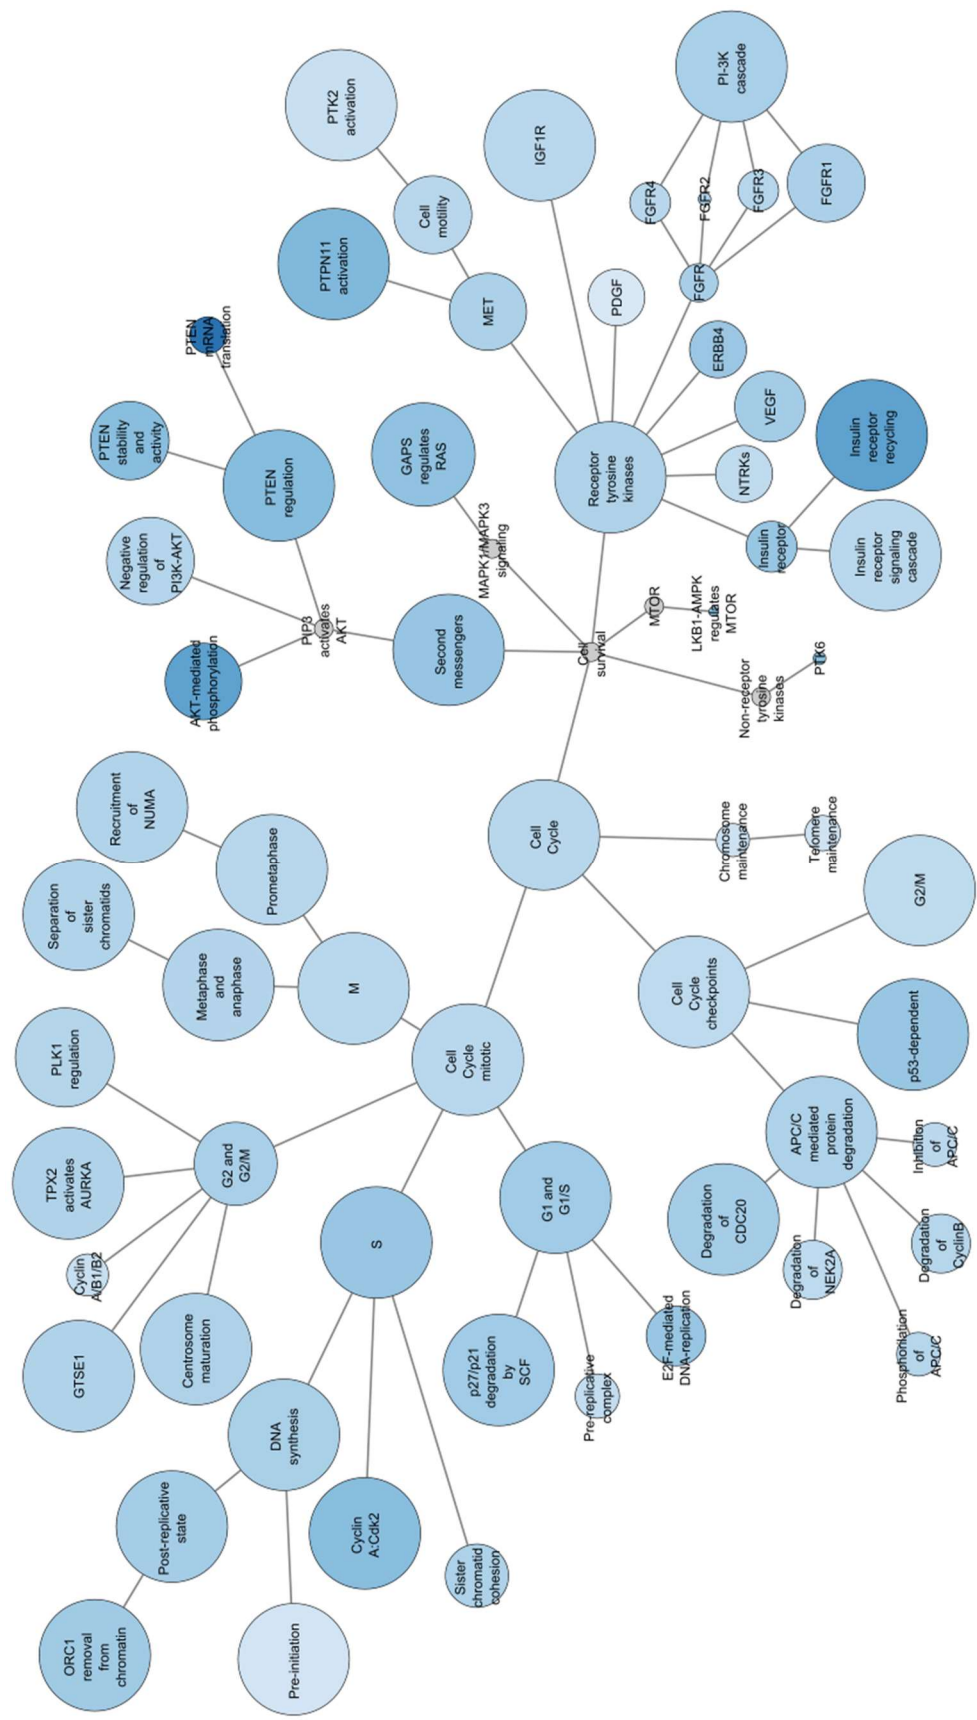 PTK2
activation
PI-3K
cascade
IGF1R
Cell
motility
FGFR4
FGFR2
FGFR3
FGFR1
PTPN11
activation
MET
PDGF
FGFR
PTEN
mRNA
translation
ERBB4
VEGF
PTEN
stability
and
activity
GAPS
regulates
RAS
Receptor
tyrosine
kinases
NTRKs
Insulin
receptor
recycling
PTEN
regulation
Negative
regulation
of
PI3K-AKT
MAPK1/MAPK3
signaling
Insulin
receptor
Insulin
receptor
signaling
cascade
PIP3
activates
AKT
AKT-mediated
phosphorylation
Second
messengers
Cell
survival
MTOR
LKB1-AMPK
regulates
MTOR
Non-receptor
tyrosine
kinases
PTK6
Recruitment
of
NUMA
Cell
Cycle
Chromosome
maintenance
Telomere
maintenance
Prometaphase
Separation
of
sister
chromatids
Metaphase
and
anaphase
M
Cell
Cycle
checkpoints
G2/M
Cell
Cycle
mitotic
p53-dependent
PLK1
regulation
TPX2
activates
AURKA
G2 and
G2/M
APC/C
mediated
protein
degradation
Inhibition
of
APC/C
Cyclin
A/B1/B2
S
G1 and
G1/S
Degradation
of
CDC20
Degradation
of
NEK2A
Degradation
of
CyclinB
GTSE1
Centrosome
maturation
p27/p21
degradation
by
SCF
Pre-replicative
complex
E2F-mediated
DNA-replication
Phosphorilation
of
APC/C
DNA
synthesis
Post-replicative
state
Cyclin
A:Cdk2
Sister
chromatid
cohesion
ORC1
removal
from
chromatin
Pre-initiation